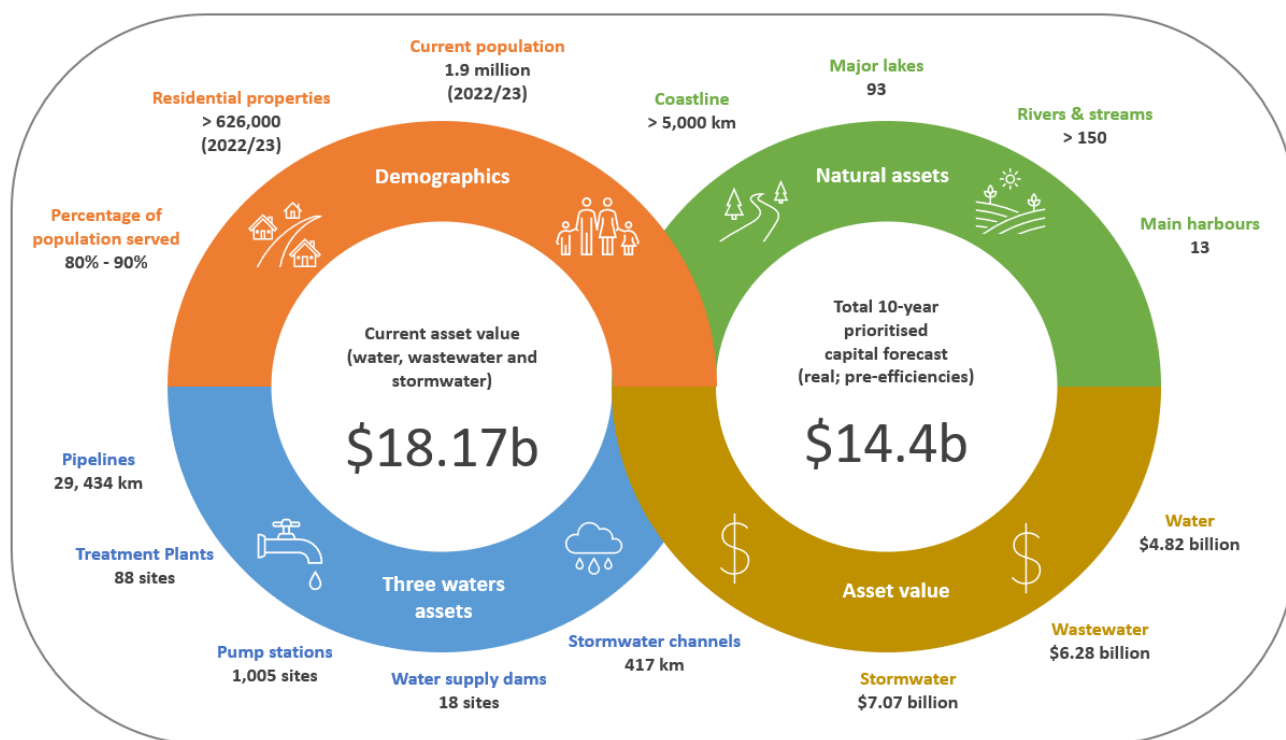 Current population
1.9 million
(2022/23)
Residential properties
> 626,000
(2022/23)
Percentage of
population served
80% - 90%
Demographics
Coastline
> 5,000 km
Major lakes
93
Rivers & streams
> 150
Main harbours
13
Natural assets
Current asset value
(water, wastewater and
stormwater)
$18.17b
Total 10-year
prioritised
capital forecast
(real; pre-efficiencies)
$14.4b
Pipelines
29, 434 km
Treatment Plants
88 sites
Pump stations
1,005 sites
Water supply dams
18 sites
Stormwater channels
417 km
Three waters
assets
Asset value
Water
$4.82 billion
Wastewater
$6.28 billion
Stormwater
$7.07 billion